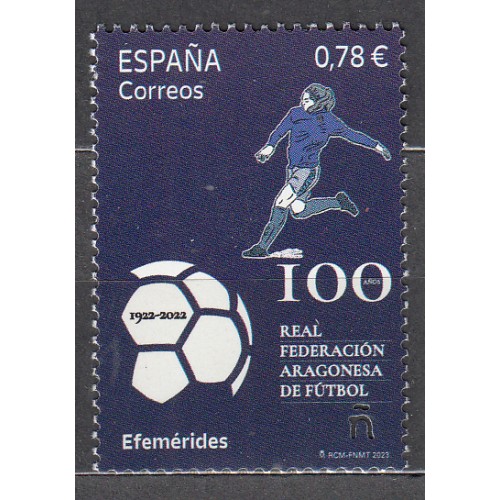 ESPAÑA 0,78 €
Correos
100
AÑOS
1922-2022
REAL
FEDERACIÓN
ARAGONESA
DE FÚTBOL
ñ
Efemérides
Ñ RCM-FNMT 2023